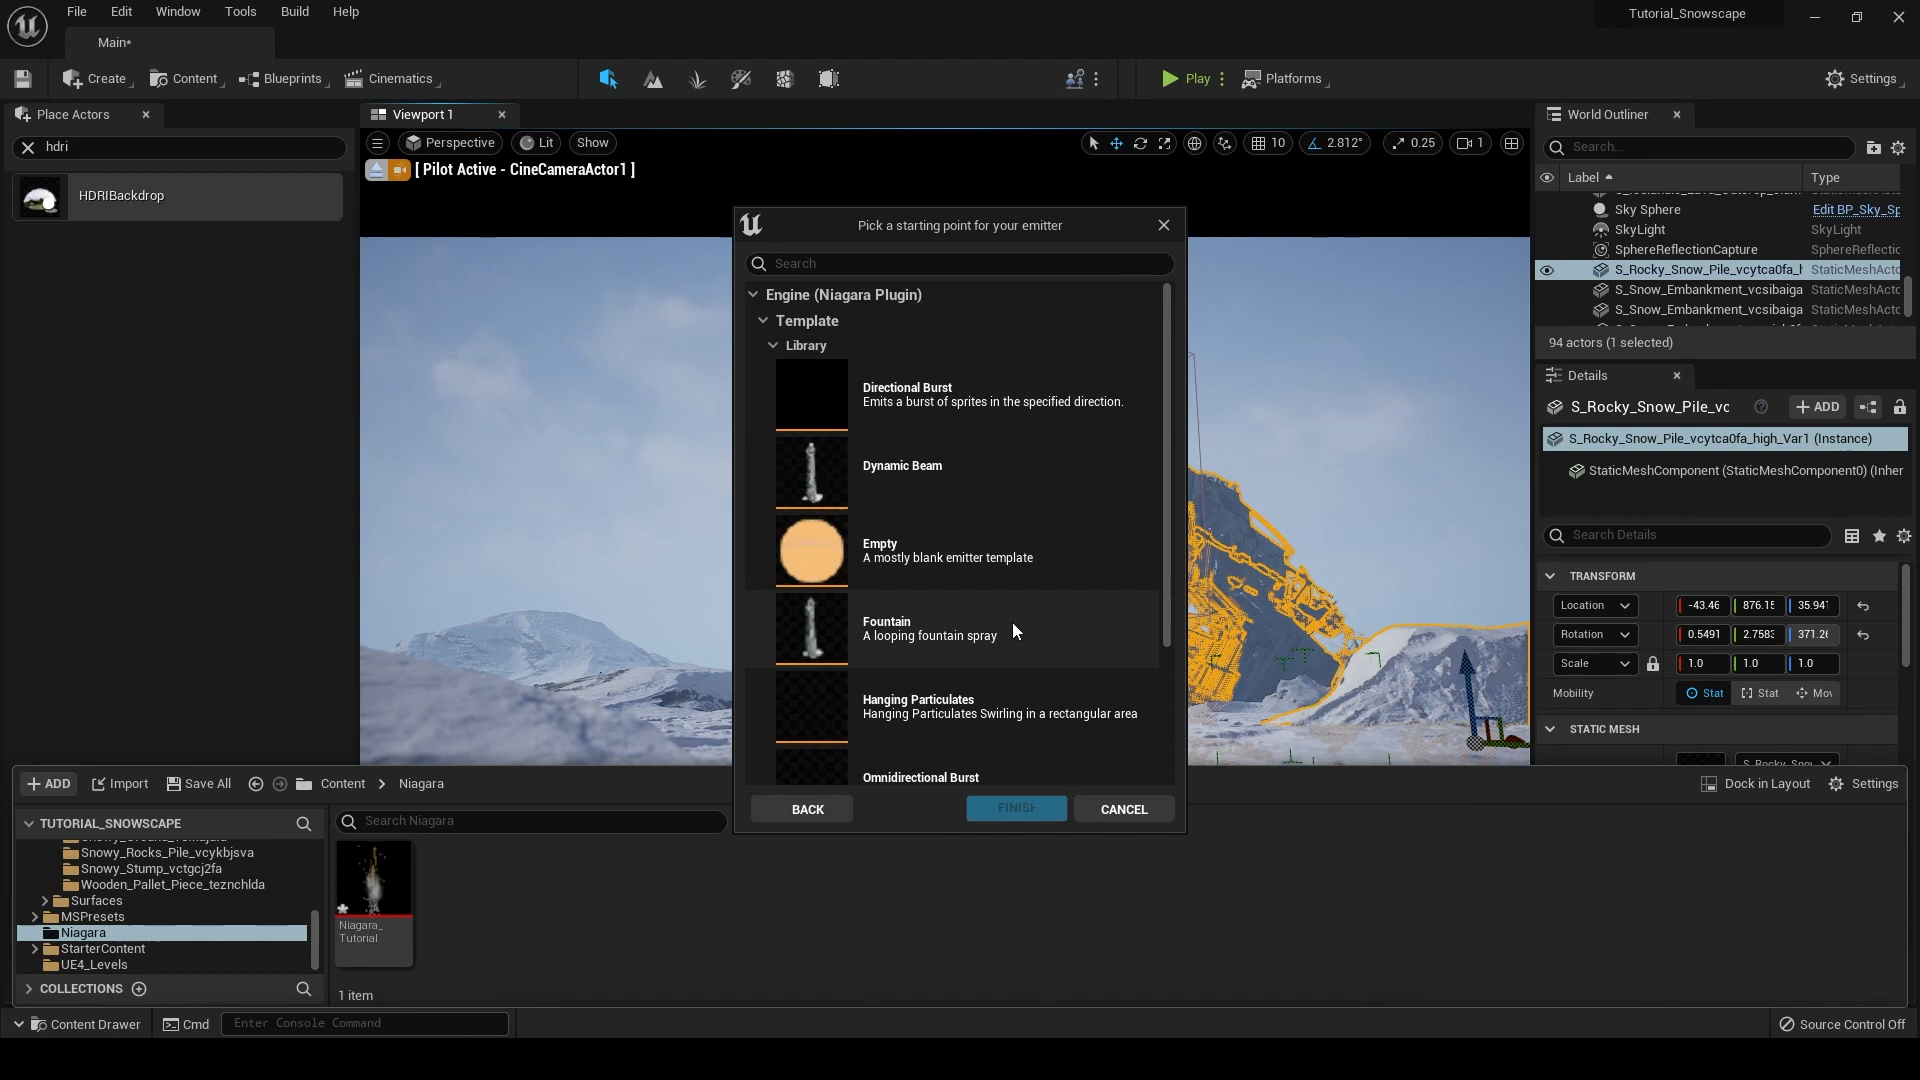 File Edit Window Tools Build Help
Tutorial_Snowscape
Main*
Create Content Blueprints Cinematics Play Platforms Settings
Place Actors
hdri
HDRIBackdrop
Viewport 1
Perspective Lit Show 10 2.812° 0.25 1
[ Pilot Active - CineCameraActor1 ]
Pick a starting point for your emitter
Search
Engine (Niagara Plugin)
Template
Library
Directional Burst
Emits a burst of sprites in the specified direction.
Dynamic Beam
Empty
A mostly blank emitter template
Fountain
A looping fountain spray
Hanging Particulates
Hanging Particulates Swirling in a rectangular area
Omnidirectional Burst
BACK FINISH CANCEL
World Outliner
Search...
Label Type
Sky Sphere Edit BP_Sky_Sp
SkyLight SkyLight
SphereReflectionCapture SphereReflectic
S_Rocky_Snow_Pile_vcytca0fa_h StaticMeshActo
S_Snow_Embankment_vcsibaiga StaticMeshActo
S_Snow_Embankment_vcsibaiga StaticMeshActo
94 actors (1 selected)
Details
S_Rocky_Snow_Pile_vc ADD
S_Rocky_Snow_Pile_vcytca0fa_high_Var1 (Instance)
StaticMeshComponent (StaticMeshComponent0) (Inher
Search Details
TRANSFORM
Location -43.46 876.15 35.941
Rotation 0.5491 2.7583 371.26
Scale 1.0 1.0 1.0
Mobility Stat Stat Mov
STATIC MESH
ADD Import Save All Content Niagara Dock in Layout Settings
TUTORIAL_SNOWSCAPE
Snowy_Rocks_Pile_vcykbjsva
Snowy_Stump_vctgcj2fa
Wooden_Pallet_Piece_teznchlda
Surfaces
MSPresets
Niagara
StarterContent
UE4_Levels
COLLECTIONS
Search Niagara
Niagara_
Tutorial
1 item
Content Drawer Cmd Enter Console Command Source Control Off